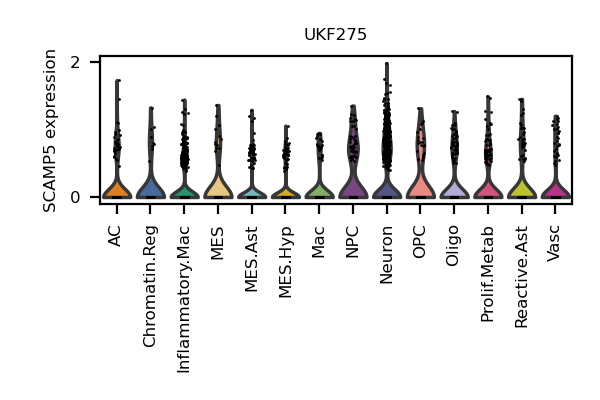 UKF275
SCAMP5 expression
2
0
AC
Chromatin.Reg
Inflammatory.Mac
MES
MES.Ast
MES.Hyp
Mac
NPC
Neuron
OPC
Oligo
Prolif.Metab
Reactive.Ast
Vasc